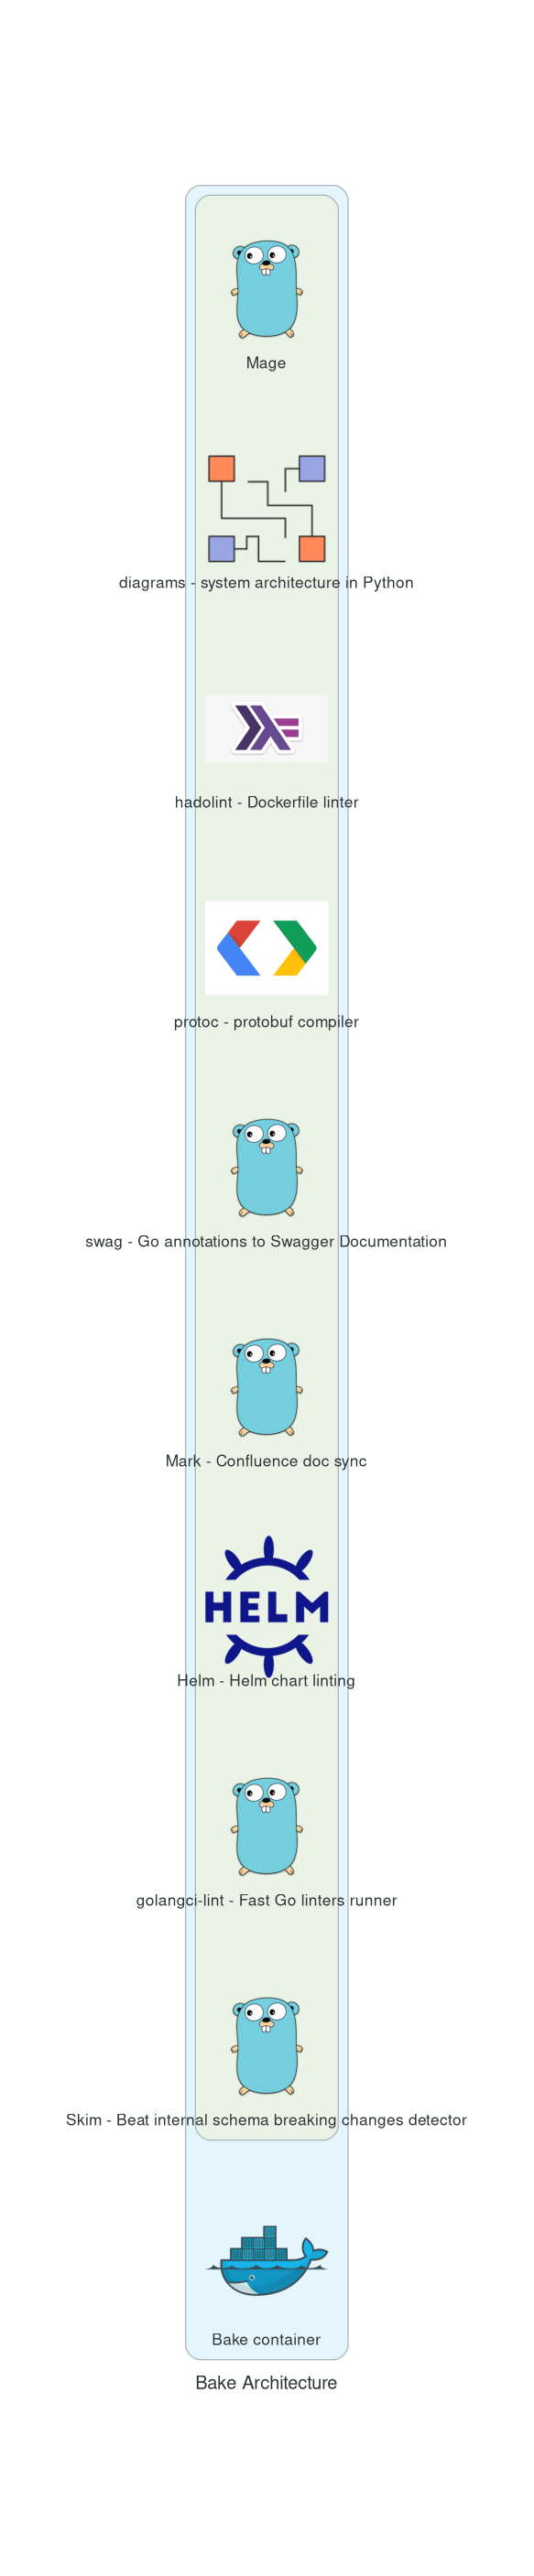 Mage
diagrams - system architecture in Python
hadolint - Dockerfile linter
protoc - protobuf compiler
swag - Go annotations to Swagger Documentation
Mark - Confluence doc sync
HELM
Helm - Helm chart linting
golangci-lint - Fast Go linters runner
Skim - Beat internal schema breaking changes detector
Bake container
Bake Architecture